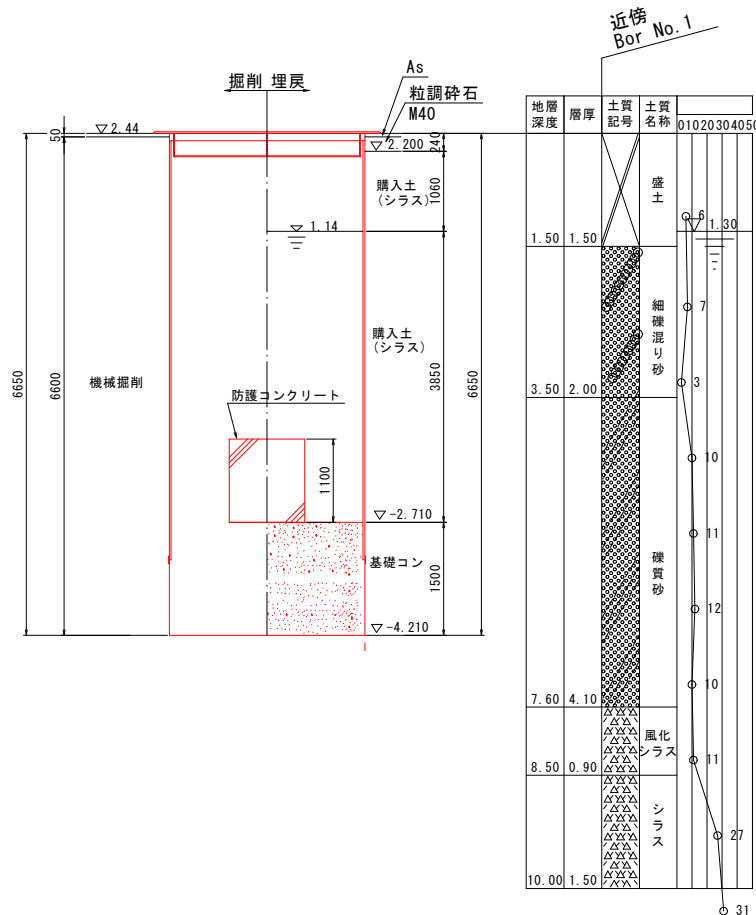 近傍
Bor No.1
掘削 埋戻
As
粒調砕石
M40
50
2.44
2.200
240
購入土
(シラス)
1060
1.14
購入土
(シラス)
6650
6600
機械掘削
3850
6650
防護コンクリート
1100
-2.710
基礎コン
1500
-4.210
地層
深度
層厚
土質
記号
土質
名称
01020304050
盛土
6
1.30
1.50 1.50
細礫混り砂
7
3
3.50 2.00
10
11
礫質砂
12
10
7.60 4.10
風化
シラス
11
8.50 0.90
シラス
27
10.00 1.50
31